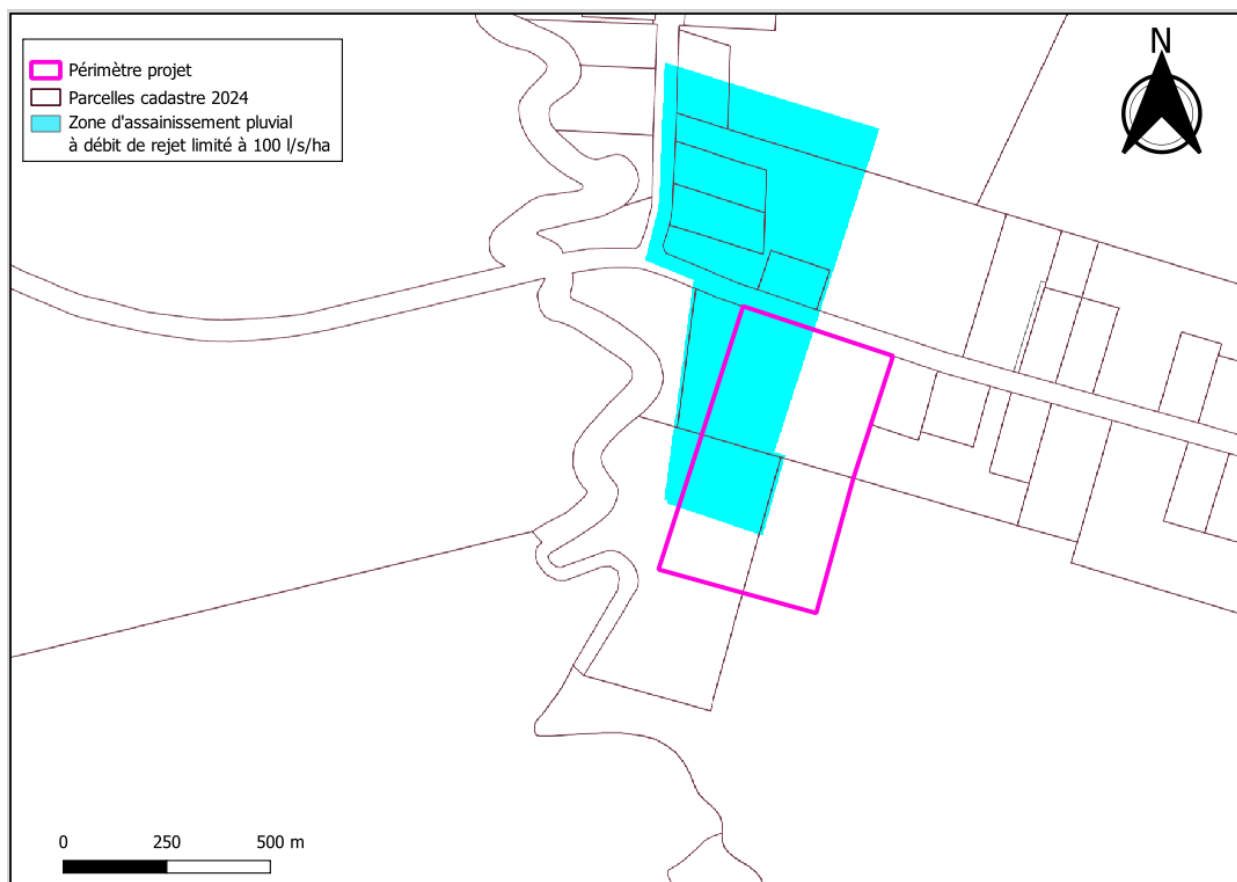 Périmètre projet
Parcelles cadastre 2024
Zone d'assainissement pluvial
à débit de rejet limité à 100 l/s/ha
N
0 250 500 m